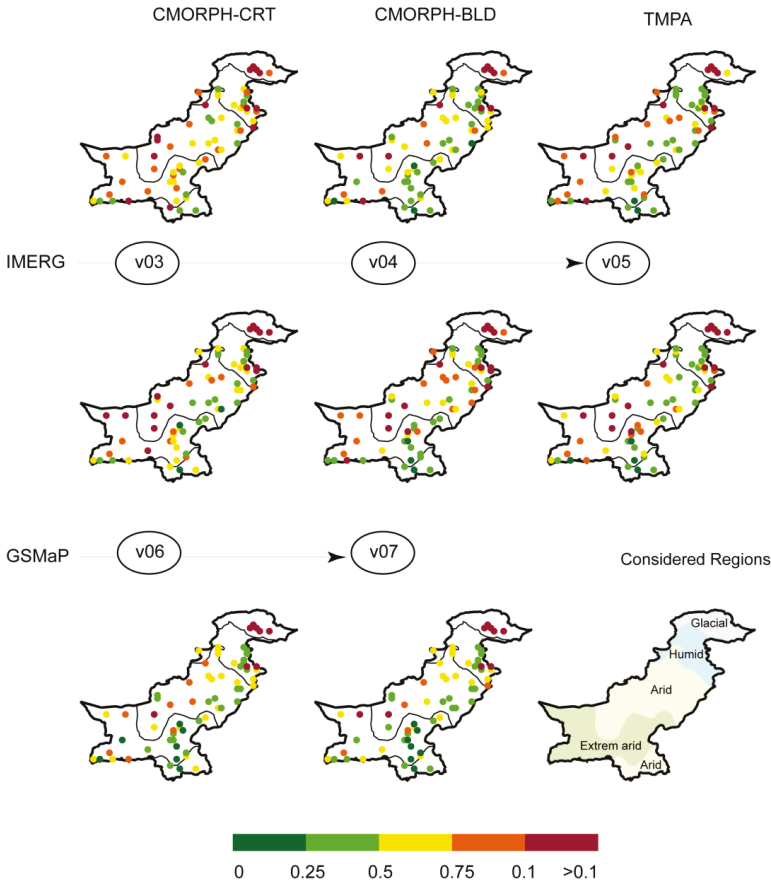 CMORPH-CRT CMORPH-BLD TMPA
IMERG v03 v04 v05
GSMaP v06 v07 Considered Regions
Glacial
Humid
Arid
Extrem arid
Arid
0 0.25 0.5 0.75 0.1 >0.1